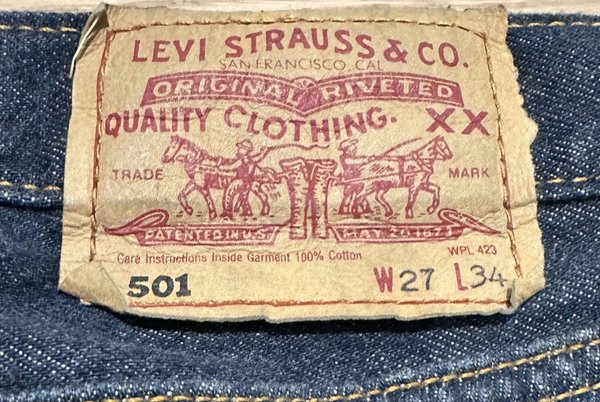 LEVI STRAUSS & CO.
SAN FRANCISCO, CAL
ORIGINAL RIVETED
QUALITY CLOTHING. XX
TRADE MARK
PATENTED IN U.S. MAY 20 1873
WPL 423
Care Instructions Inside Garment 100% Cotton
501 W27 L34